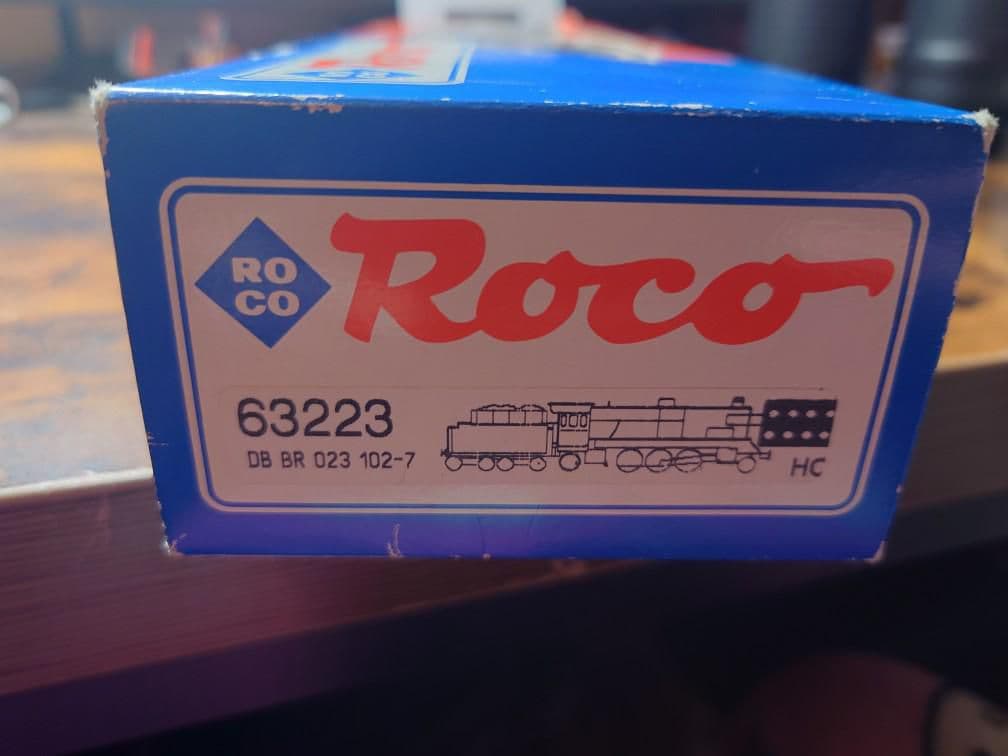 RO
CO
Roco
63223
DB BR 023 102-7
HC